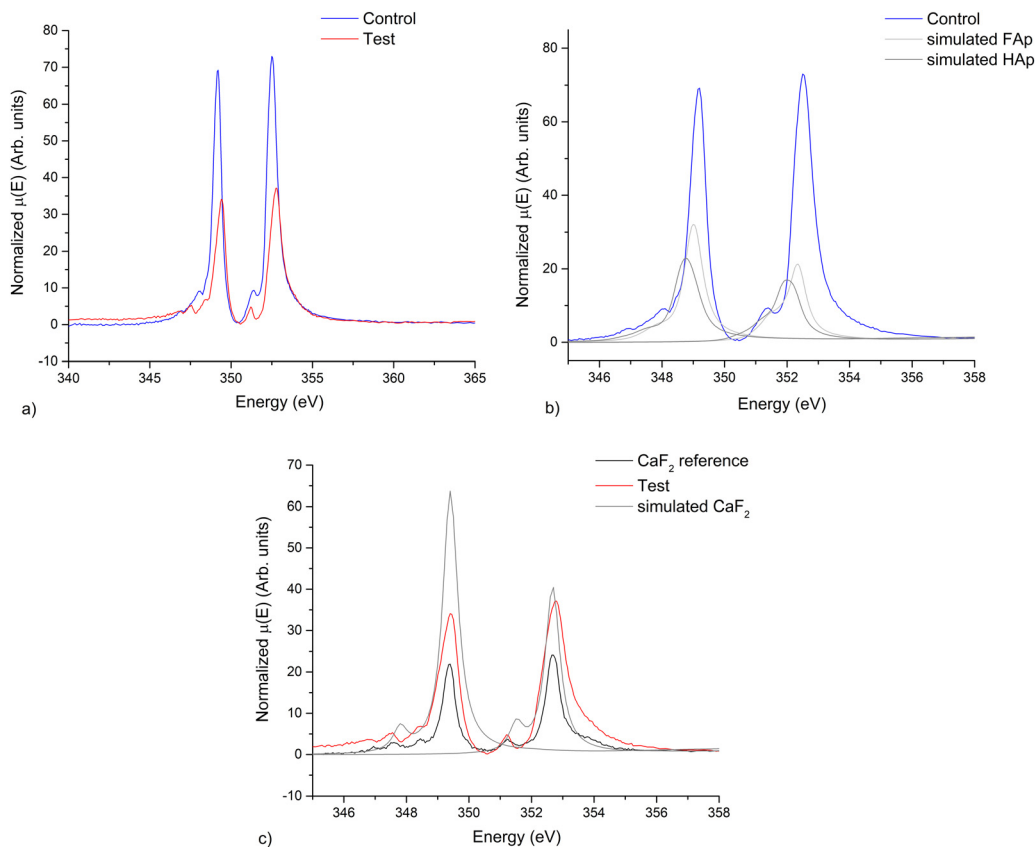 Control
Test
80
70
60
50
40
30
20
10
0
-10
340
345
350
355
360
365
Normalized μ(E) (Arb. units)
Energy (eV)
a)
Control
simulated FAp
simulated HAp
80
60
40
20
0
346
348
350
352
354
356
358
Normalized μ(E) (Arb. units)
Energy (eV)
b)
CaF₂ reference
Test
simulated CaF₂
70
60
50
40
30
20
10
0
-10
346
348
350
352
354
356
358
Normalized μ(E) (Arb. units)
Energy (eV)
c)